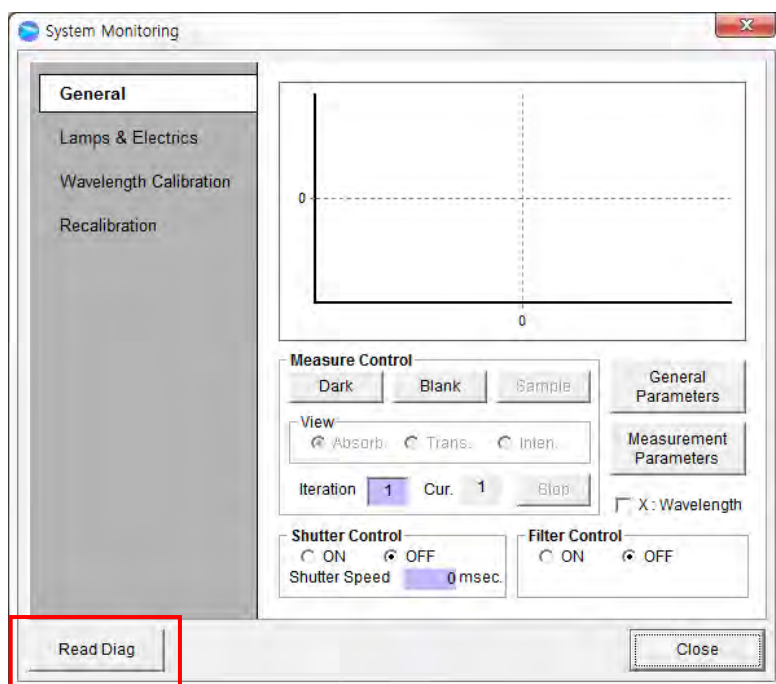 System Monitoring
General
Lamps & Electrics
Wavelength Calibration
Recalibration
0
0
Measure Control
Dark Blank Sample
View
Absorb. Trans. Inten.
Iteration 1 Cur. 1 Stop
General
Parameters
Measurement
Parameters
X : Wavelength
Shutter Control
ON OFF
Shutter Speed 0 msec.
Filter Control
ON OFF
Read Diag
Close